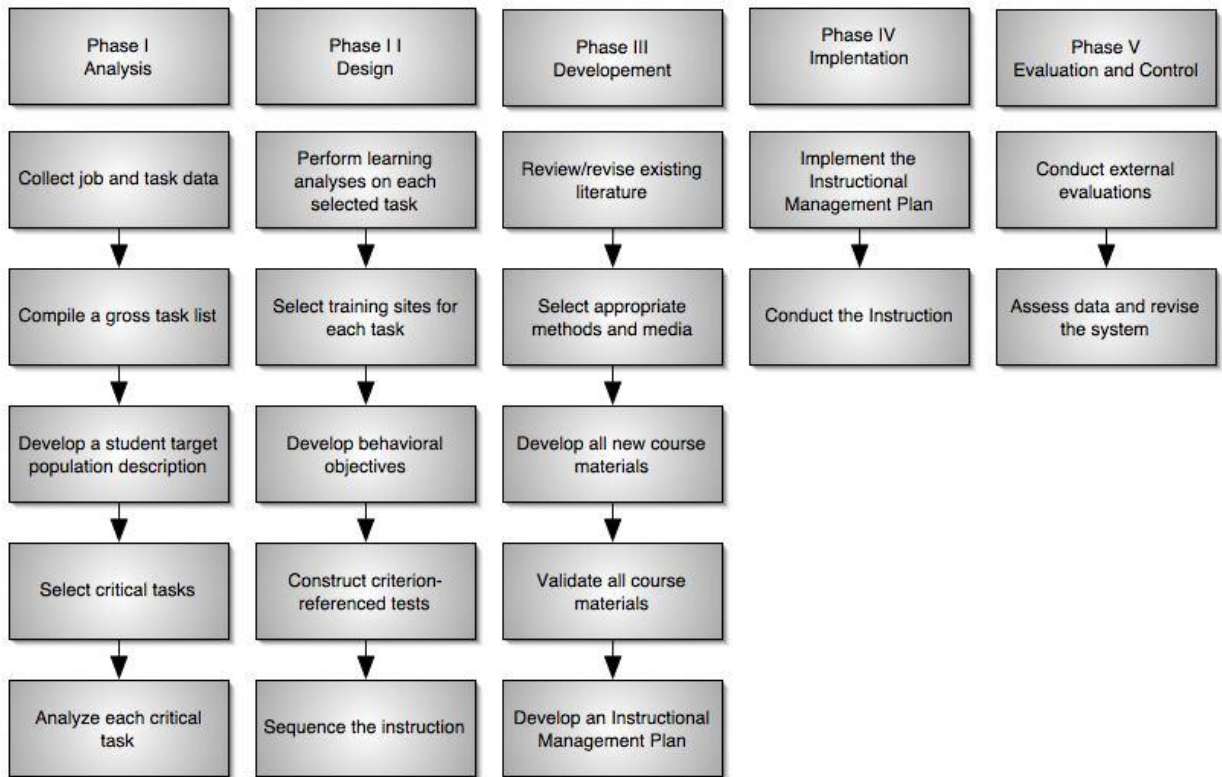 Phase I
Analysis
Phase I I
Design
Phase III
Developement
Phase IV
Implentation
Phase V
Evaluation and Control
Collect job and task data
Perform learning
analyses on each
selected task
Review/revise existing
literature
Implement the
Instructional
Management Plan
Conduct external
evaluations
Compile a gross task list
Select training sites for
each task
Select appropriate
methods and media
Conduct the Instruction
Assess data and revise
the system
Develop a student target
population description
Develop behavioral
objectives
Develop all new course
materials
Select critical tasks
Construct criterion-
referenced tests
Validate all course
materials
Analyze each critical
task
Sequence the instruction
Develop an Instructional
Management Plan